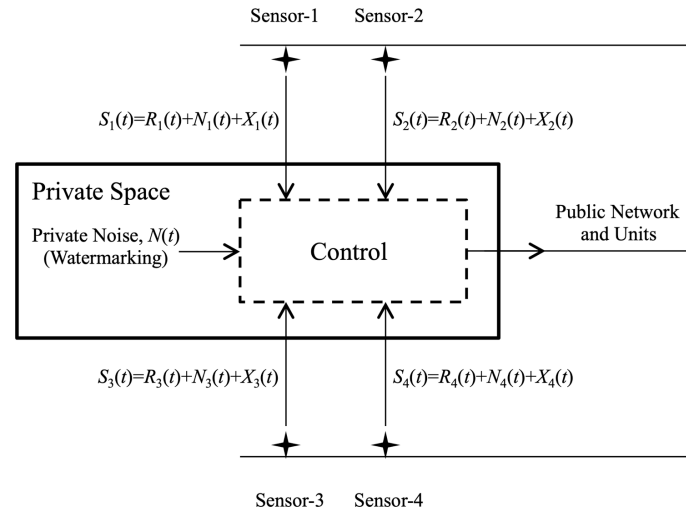 Sensor-1 Sensor-2
S₁(t)=R₁(t)+N₁(t)+X₁(t) S₂(t)=R₂(t)+N₂(t)+X₂(t)
Private Space
Private Noise, N(t)
(Watermarking)
Control
Public Network
and Units
S₃(t)=R₃(t)+N₃(t)+X₃(t) S₄(t)=R₄(t)+N₄(t)+X₄(t)
Sensor-3 Sensor-4